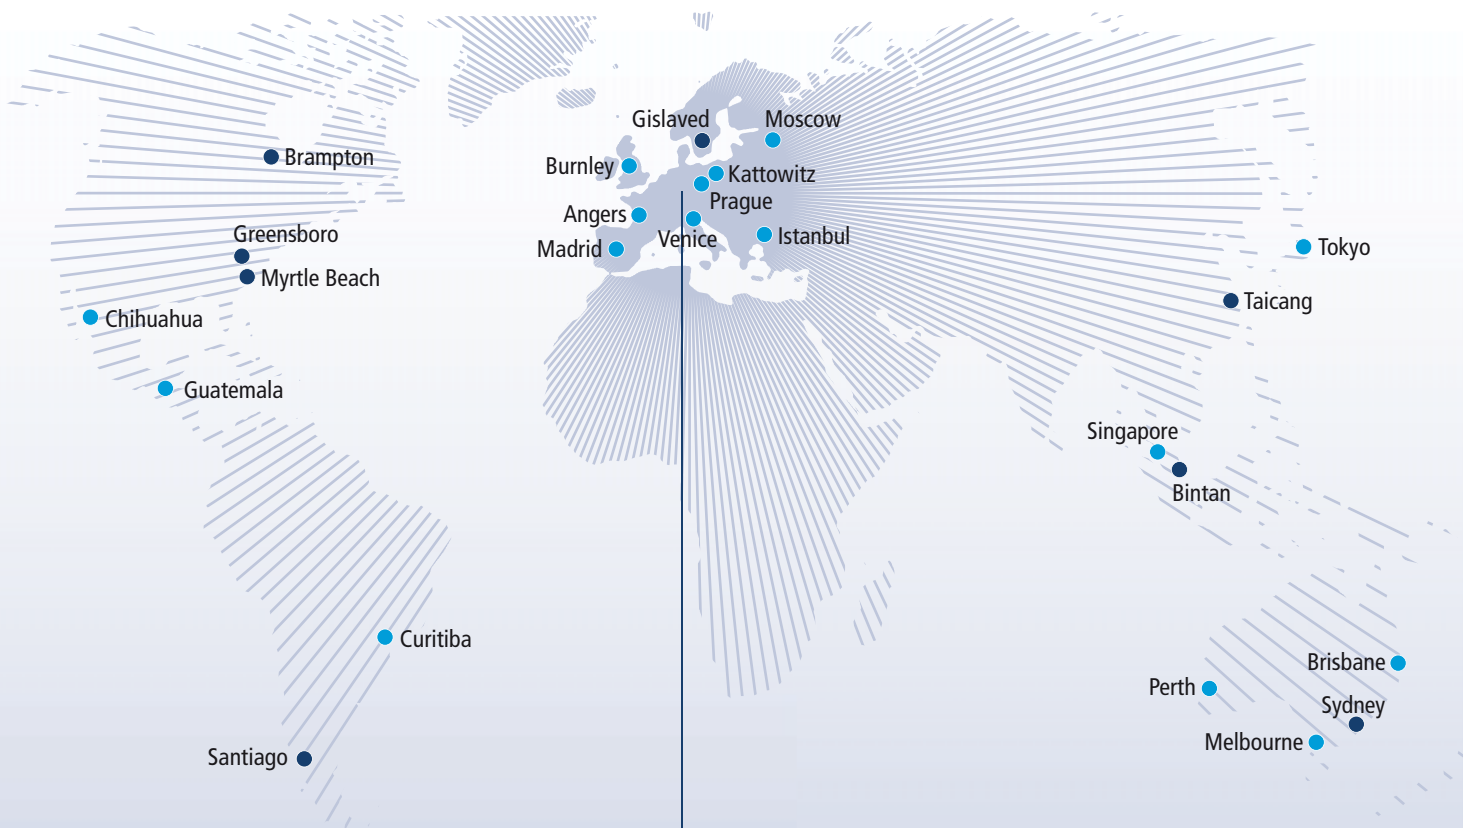 Gislaved
Moscow
Brampton
Burnley
Kattowitz
Prague
Angers
Greensboro
Venice
Istanbul
Madrid
Tokyo
Myrtle Beach
Taicang
Chihuahua
Guatemala
Singapore
Bintan
Curitiba
Brisbane
Perth
Sydney
Melbourne
Santiago